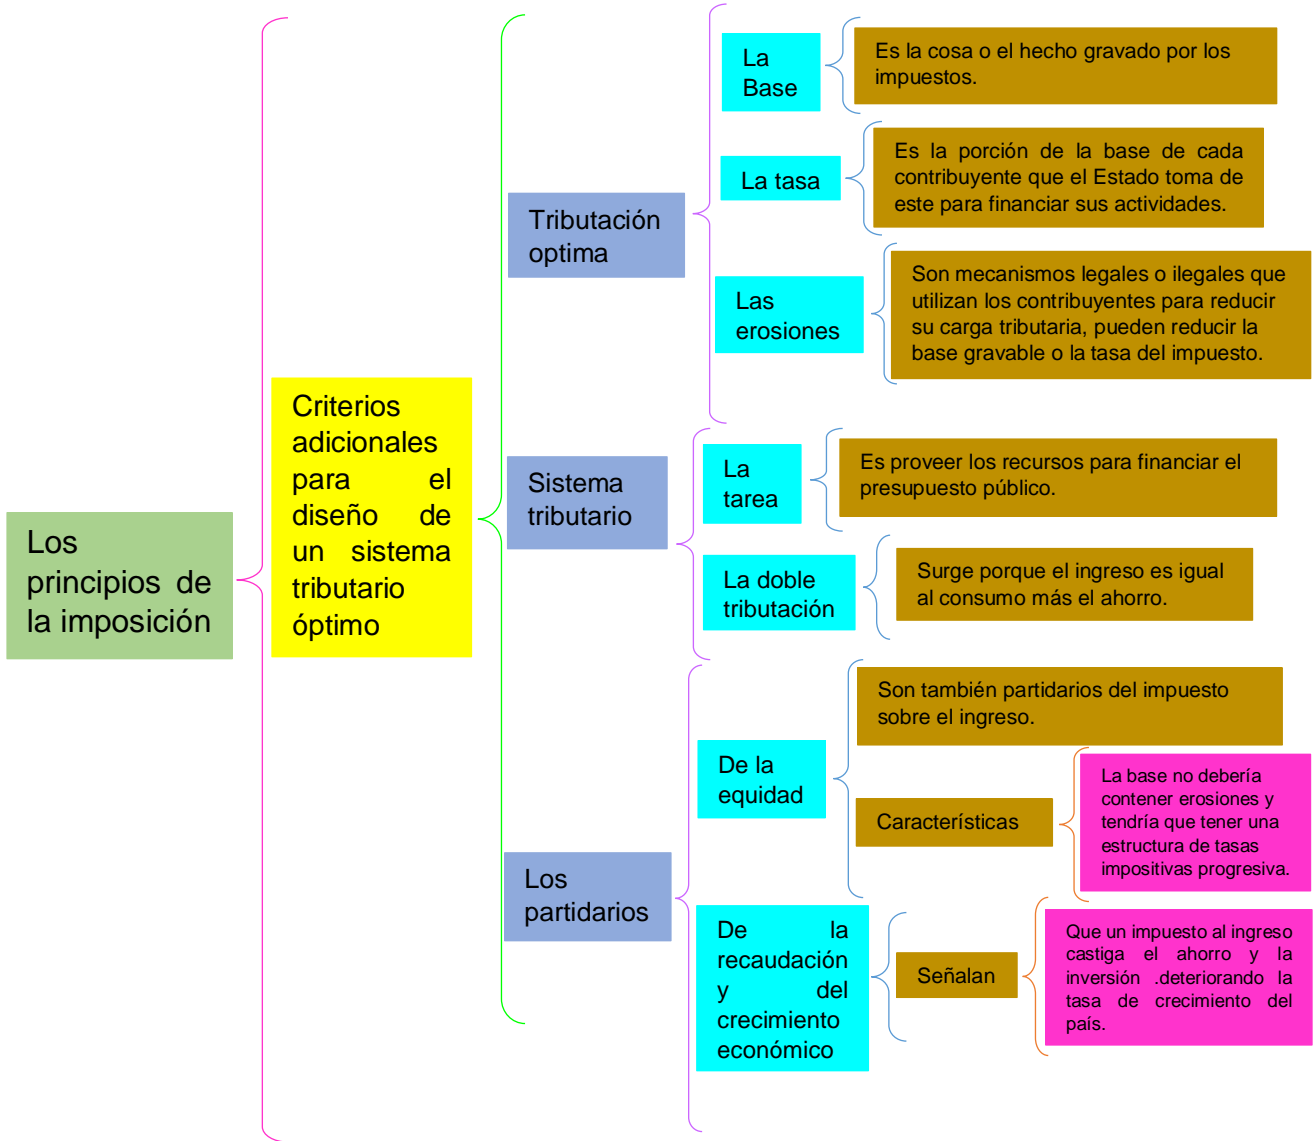 Los
principios de
la imposición
Criterios
adicionales
para el
diseño de
un sistema
tributario
óptimo
Tributación
optima
La
Base
Es la cosa o el hecho gravado por los
impuestos.
La tasa
Es la porción de la base de cada
contribuyente que el Estado toma de
este para financiar sus actividades.
Las
erosiones
Son mecanismos legales o ilegales que
utilizan los contribuyentes para reducir
su carga tributaria, pueden reducir la
base gravable o la tasa del impuesto.
Sistema
tributario
La
tarea
Es proveer los recursos para financiar el
presupuesto público.
La doble
tributación
Surge porque el ingreso es igual
al consumo más el ahorro.
Los
partidarios
De la
equidad
Son también partidarios del impuesto
sobre el ingreso.
Características
La base no debería
contener erosiones y
tendría que tener una
estructura de tasas
impositivas progresiva.
De la
recaudación
y del
crecimiento
económico
Señalan
Que un impuesto al ingreso
castiga el ahorro y la
inversión .deteriorando la
tasa de crecimiento del
país.